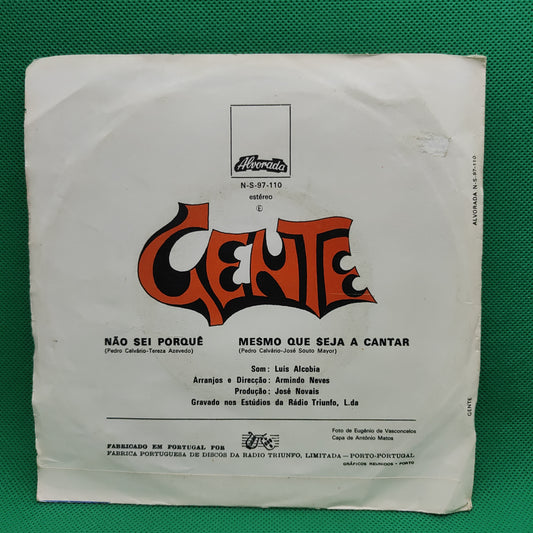 Alvorada
N-S-97-110
estéreo
E
GENTE
NÃO SEI PORQUÊ
(Pedro Calvário-Tereza Azevedo)
MESMO QUE SEJA A CANTAR
(Pedro Calvário-José Souto Mayor)
Som: Luis Alcobia
Arranjos e Direcção: Armindo Neves
Produção: José Novais
Gravado nos Estúdios da Rádio Triunfo, L.da
Foto de Eugênio de Vasconcelos
Capa de António Matos
FABRICADO EM PORTUGAL POR
FABRICA PORTUGUESA DE DISCOS DA RADIO TRIUNFO, LIMITADA — PORTO-PORTUGAL
GRÁFICOS REUNIDOS - PORTO
ALVORADA N-S-97-110
GENTE